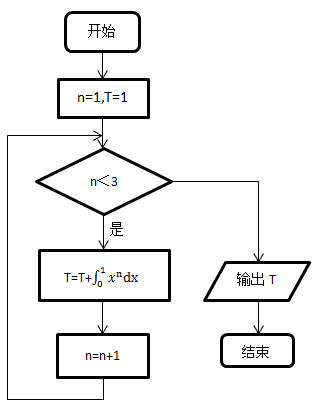 开始
n=1,T=1
n＜3
是
T=T+∫₀¹xⁿdx
输出 T
n=n+1
结束